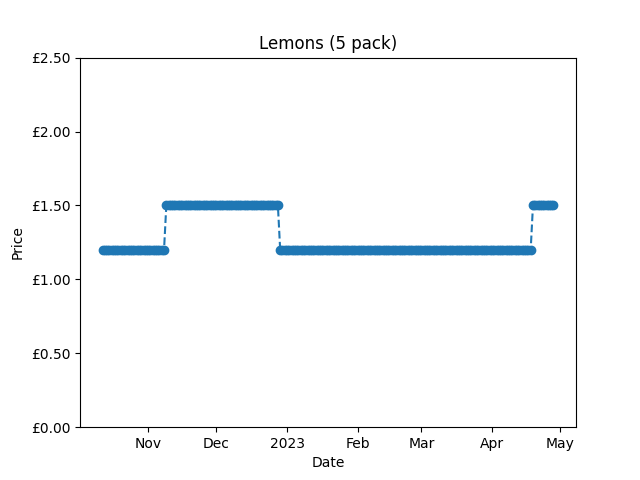 Lemons (5 pack)
£2.50
£2.00
£1.50
£1.00
£0.50
£0.00
Price
Nov Dec 2023 Feb Mar Apr May
Date